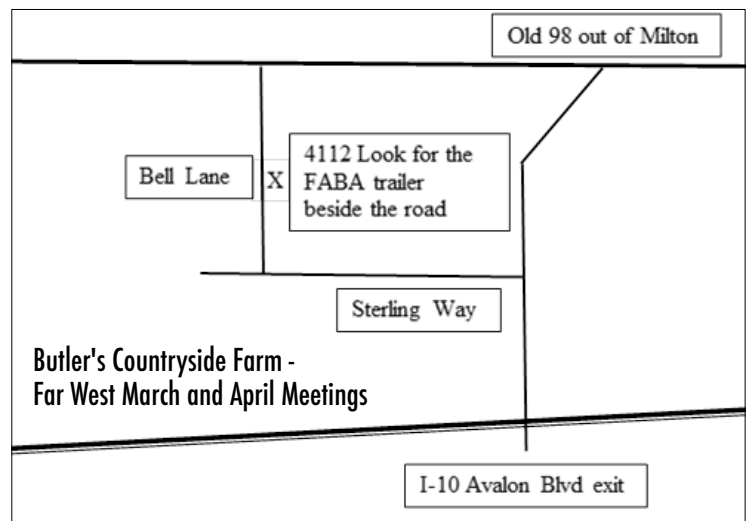 Old 98 out of Milton
4112 Look for the
FABA trailer
beside the road
Bell Lane
X
Sterling Way
Butler's Countryside Farm -
Far West March and April Meetings
I-10 Avalon Blvd exit